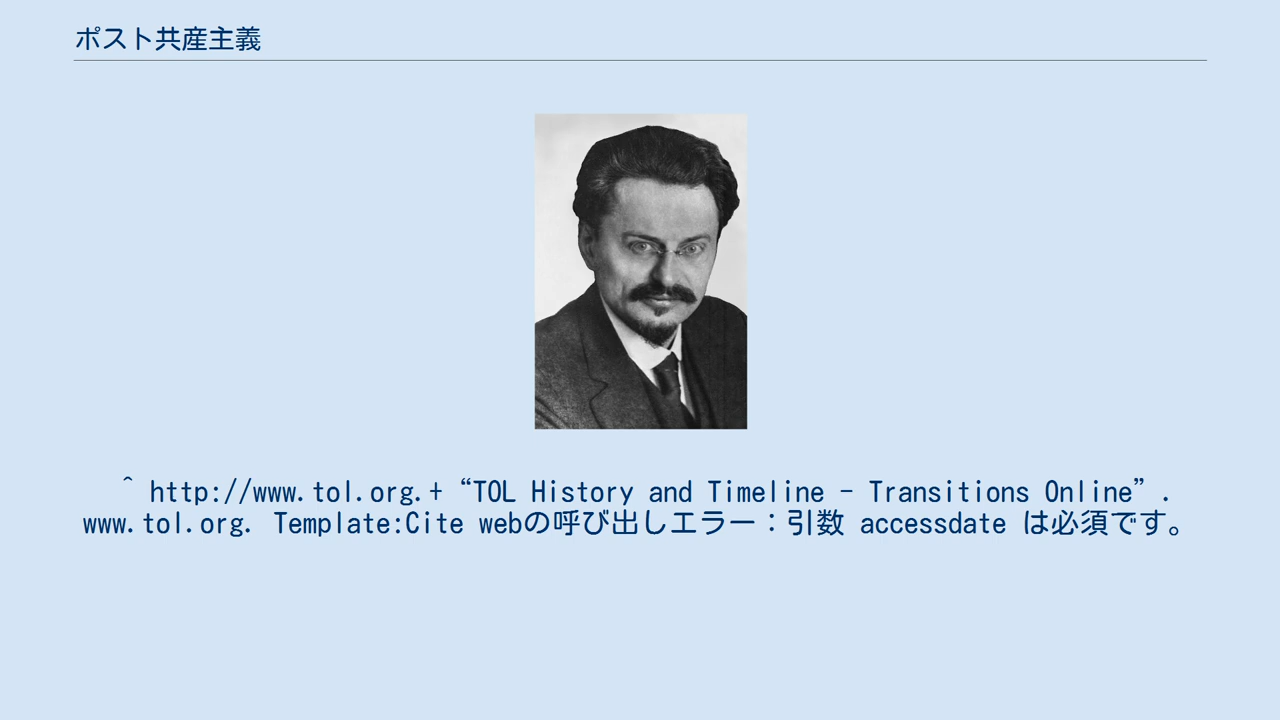 ポスト共産主義
^ http://www.tol.org.+“TOL History and Timeline - Transitions Online”.
www.tol.org. Template:Cite webの呼び出しエラー：引数 accessdate は必須です。